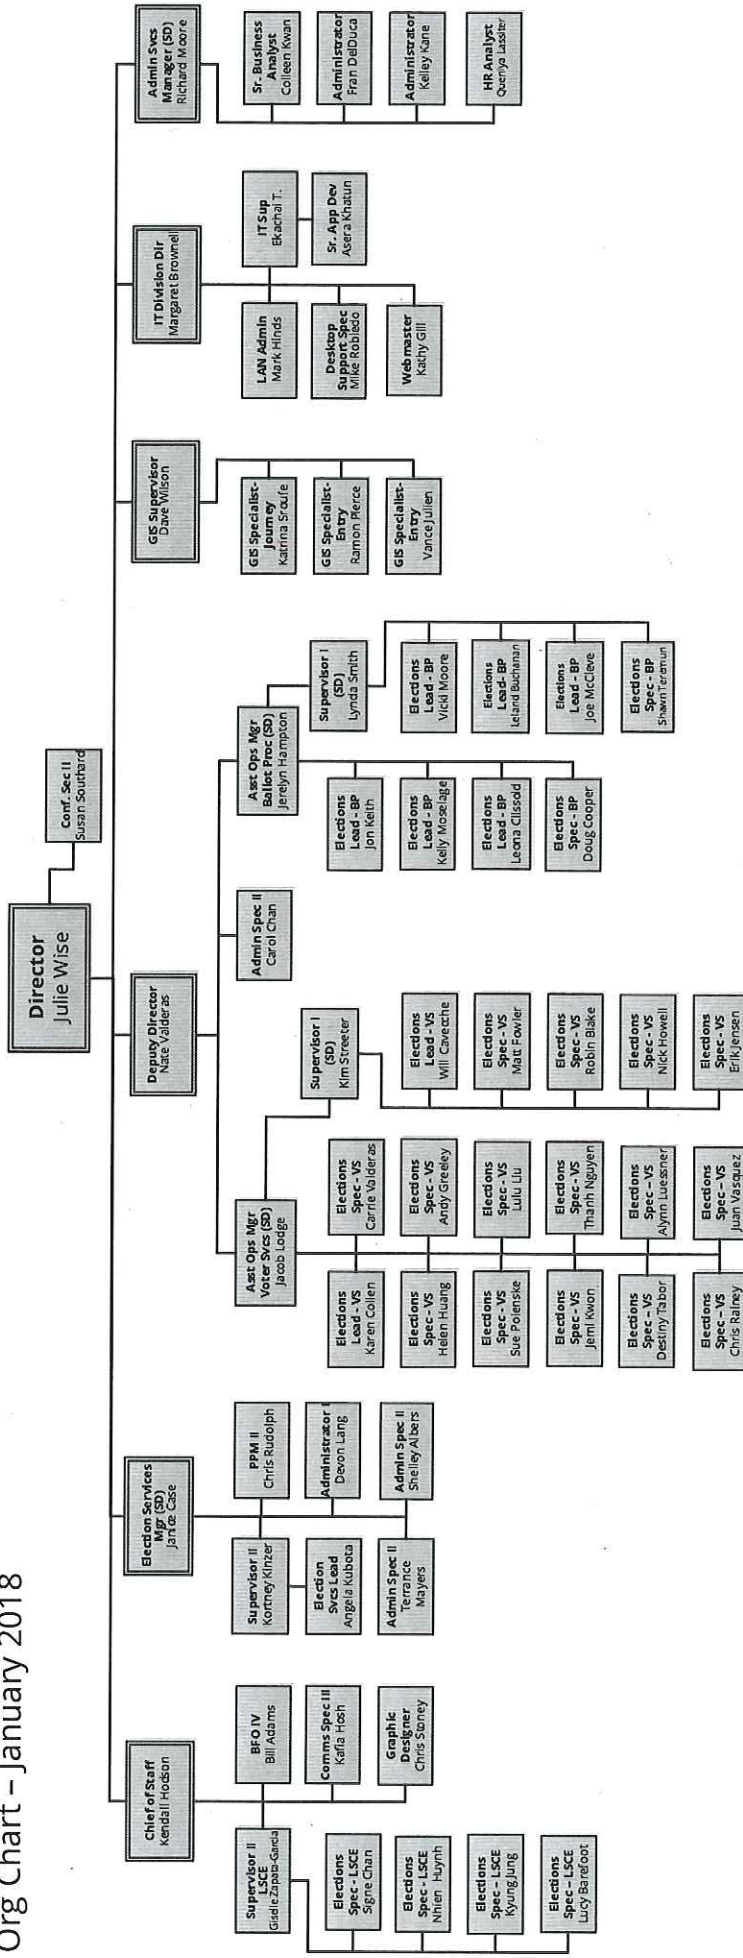 Org Chart – January 2018
Director
Julie Wise
Conf. Sec II
Susan Southard
Chief of Staff
Kendall Hodson
Supervisor II
LSCE
Giselle Zapata-Garcia
BFO IV
Bill Adams
Comms Spec III
Kafia Hosh
Graphic
Designer
Chris Stoney
Elections
Spec - LSCE
Signe Chan
Elections
Spec - LSCE
Nhien Huynh
Elections
Spec – LSCE
Kyung Jung
Elections
Spec – LSCE
Lucy Barefoot
Election Services
Mgr (SD)
Janice Case
Supervisor II
Kortney Kinzer
PPM II
Chris Rudolph
Election
Svcs Lead
Angela Kubota
Administrator I
Devon Lang
Admin Spec II
Terrance
Mayers
Admin Spec II
Shelley Albers
Deputy Director
Nate Valderas
Asst Ops Mgr
Voter Svcs (SD)
Jacob Lodge
Supervisor I
(SD)
Kim Streeter
Elections
Lead - VS
Karen Collen
Elections
Spec - VS
Carrie Valderas
Elections
Spec - VS
Helen Huang
Elections
Spec - VS
Andy Greeley
Elections
Spec - VS
Sue Polenske
Elections
Spec - VS
Lulu Liu
Elections
Spec - VS
Jemi Kwon
Elections
Spec - VS
Thanh Nguyen
Elections
Spec – VS
Destiny Tabor
Elections
Spec - VS
Alynn Luessner
Elections
Spec – VS
Chris Rainey
Elections
Spec – VS
Juan Vasquez
Elections
Lead - VS
Will Cavecche
Elections
Spec - VS
Matt Fowler
Elections
Spec - VS
Robin Blake
Elections
Spec - VS
Nick Howell
Elections
Spec - VS
Erik Jensen
Admin Spec II
Carol Chan
Asst Ops Mgr
Ballot Proc (SD)
Jerelyn Hampton
Supervisor I
(SD)
Lynda Smith
Elections
Lead - BP
Jon Keith
Elections
Lead - BP
Kelly Moselage
Elections
Lead - BP
Leona Clissold
Elections
Spec - BP
Doug Cooper
Elections
Lead - BP
Vicki Moore
Elections
Lead- BP
Leland Buchanan
Elections
Lead - BP
Joe McCleve
Elections
Spec - BP
Shawn Teremun
GIS Supervisor
Dave Wilson
GIS Specialist-
Journey
Katrina Sroufe
GIS Specialist-
Entry
Ramon Pierce
GIS Specialist-
Entry
Vance Julien
IT Division Dir
Margaret Brownell
LAN Admin
Mark Hinds
IT Sup
Ekachai T.
Desktop
Support Spec
Mike Robledo
Sr. App Dev
Asera Khatun
Webmaster
Kathy Gill
Admin Svcs
Manager (SD)
Richard Moore
Sr. Business
Analyst
Colleen Kwan
Administrator
Fran DelDuca
Administrator
Kelley Kane
HR Analyst
Queniya Lassiter